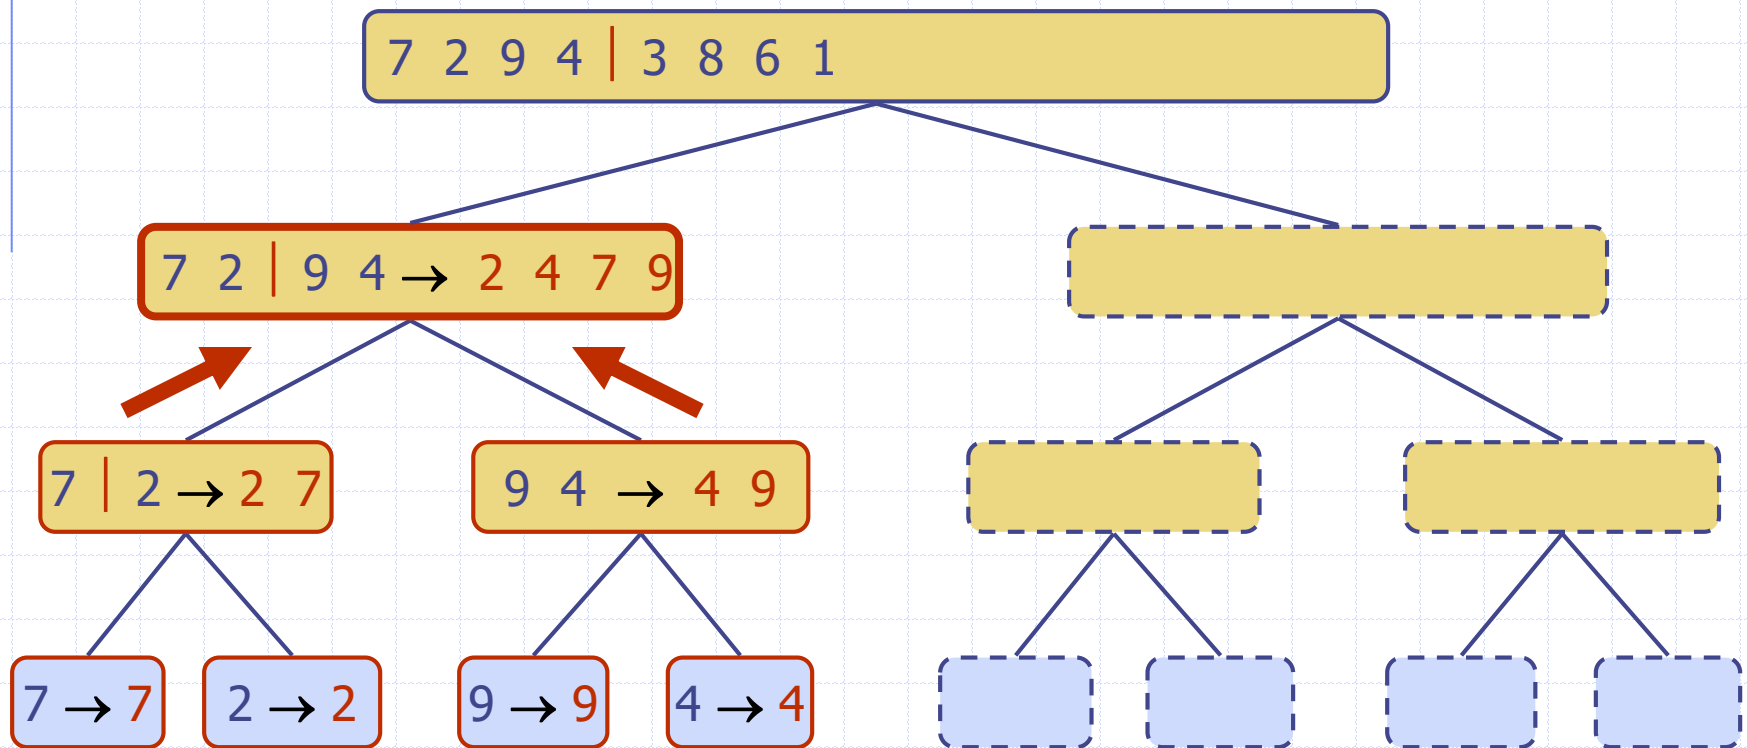 7 2 9 4 | 3 8 6 1
7 2 | 9 4 → 2 4 7 9
7 | 2 → 2 7
9 4 → 4 9
7 → 7
2 → 2
9 → 9
4 → 4